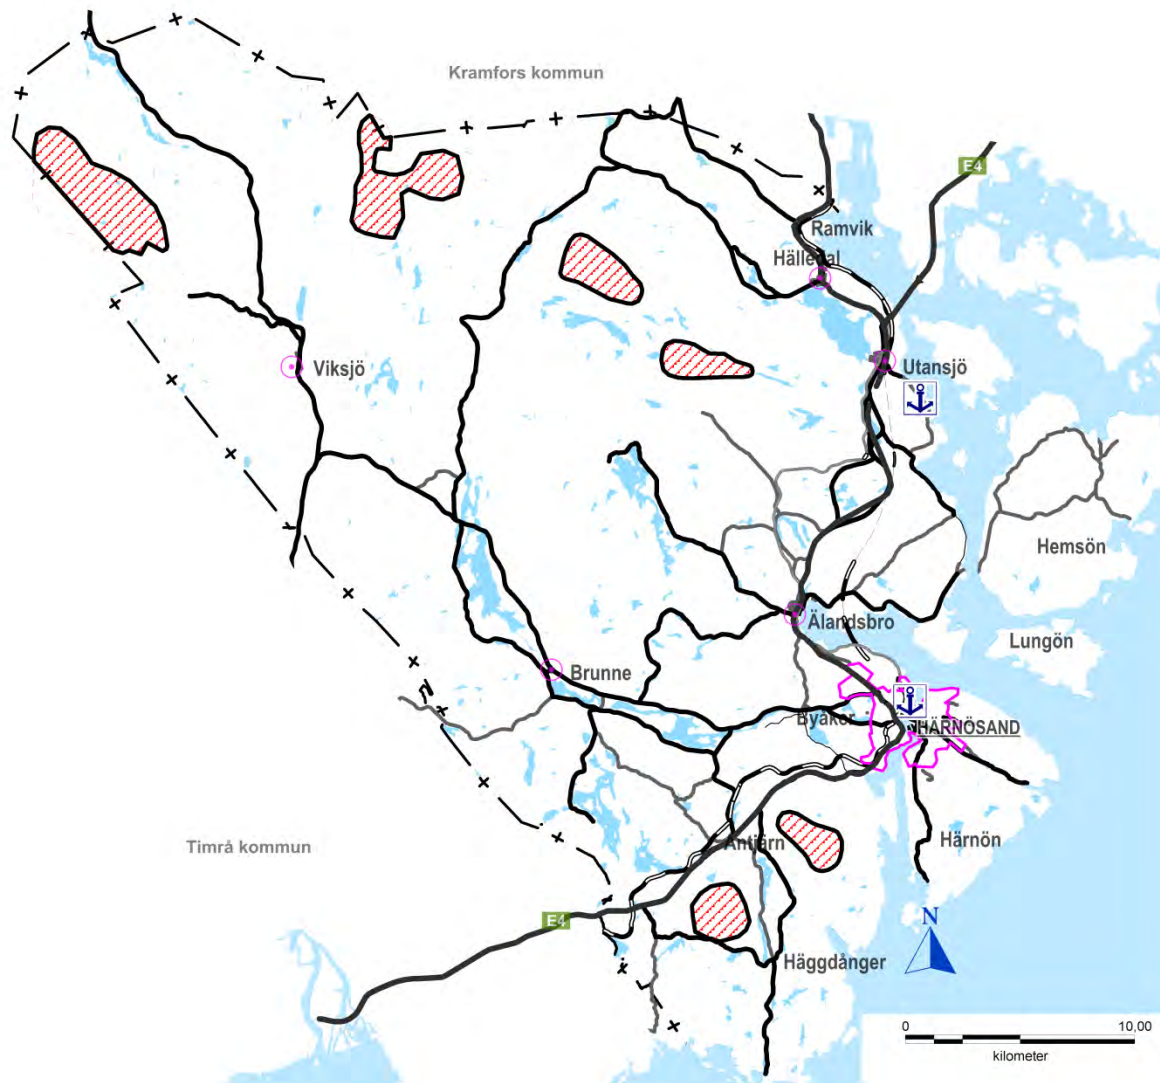 Kramfors kommun
E4
Ramvik
Hälledal
Viksjö
Utansjö
Hemsön
Älandsbro
Lungön
Brunne
Byåker
HÄRNÖSAND
Antjärn
Härnön
Timrå kommun
E4
N
Häggdånger
0 10,00
kilometer